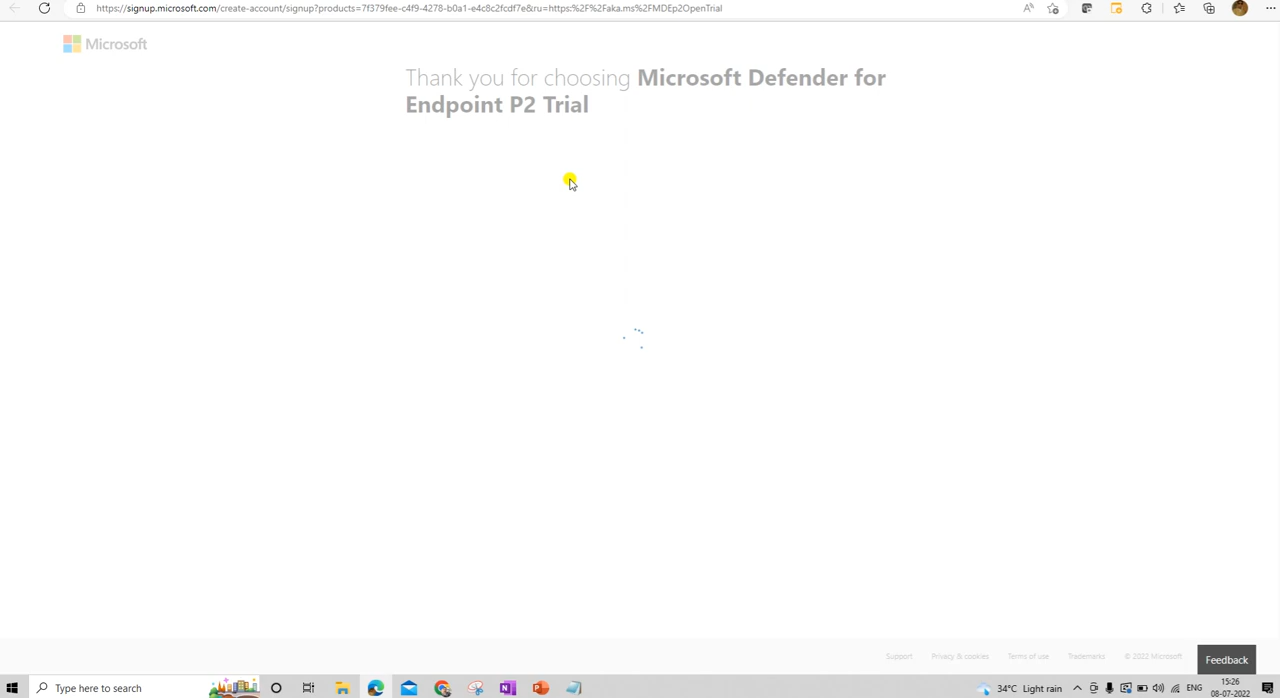 https://signup.microsoft.com/create-account/signup?products=7f379fee-c4f9-4278-b0a1-e4c8c2fcdf7e&ru=https:%2F%2Faka.ms%2FMDEp2OpenTrial
Microsoft
Thank you for choosing Microsoft Defender for
Endpoint P2 Trial
Support Privacy & cookies Terms of use Trademarks © 2022 Microsoft Feedback
Type here to search
34°C Light rain
ENG
15:26
08-07-2022